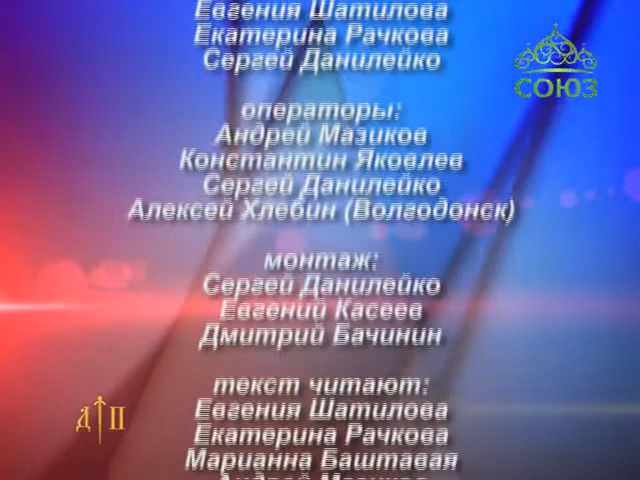 Евгения Шатилова
Екатерина Рачкова
Сергей Данилейко
СОЮЗ
операторы:
Андрей Мазиков
Константин Яковлев
Сергей Данилейко
Алексей Хлебин (Волгодонск)
монтаж:
Сергей Данилейко
Евгений Касеев
Дмитрий Бачинин
текст читают:
Евгения Шатилова
Екатерина Рачкова
Марианна Баштавая
Д П